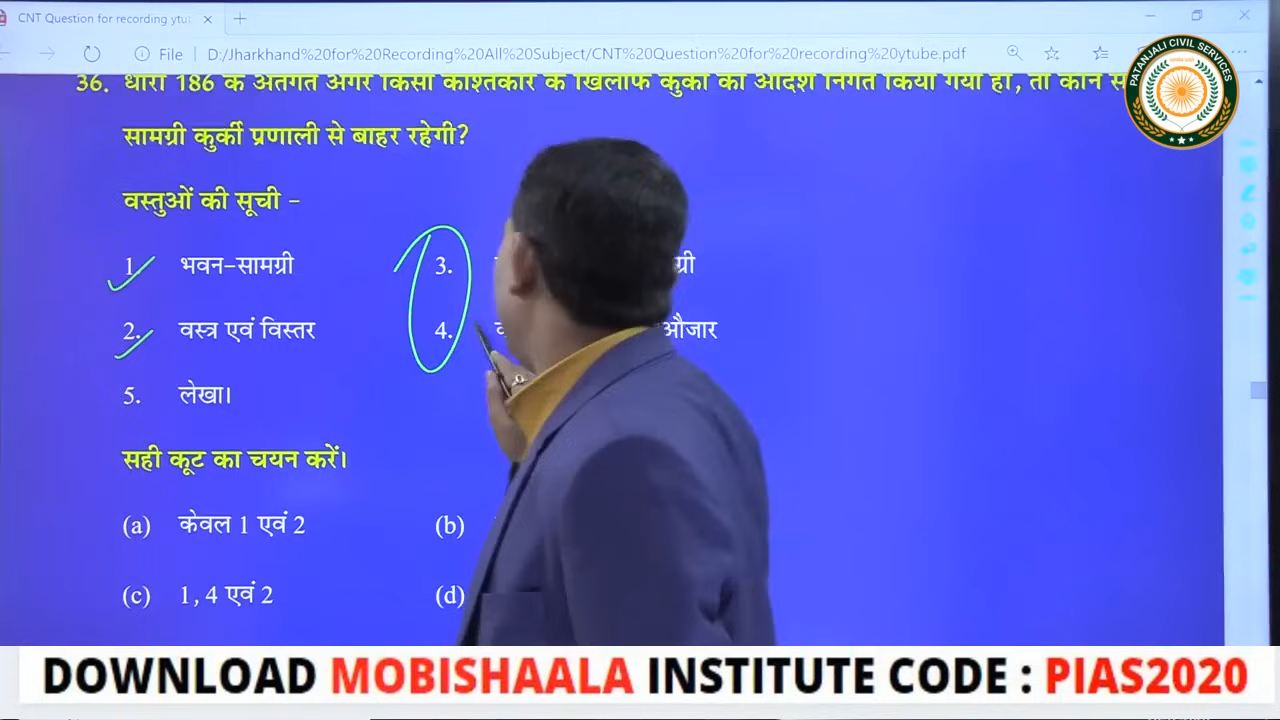 CNT Question for recording ytu
File D:/Jharkhand%20for%20Recording%20All%20Subject/CNT%20Question%20for%20recording%20ytube.pdf
PATANJALI CIVIL SERVICES
36. धारा 186 के अंतर्गत अगर किसी काश्तकार के खिलाफ कुर्की का आदेश निर्गत किया गया हो, तो कौन
सामग्री कुर्की प्रणाली से बाहर रहेगी?
वस्तुओं की सूची –
1. भवन-सामग्री 3.
2. वस्त्र एवं विस्तर 4. औजार
5. लेखा।
सही कूट का चयन करें।
(a) केवल 1 एवं 2 (b)
(c) 1, 4 एवं 2 (d)
DOWNLOAD MOBISHAALA INSTITUTE CODE : PIAS2020